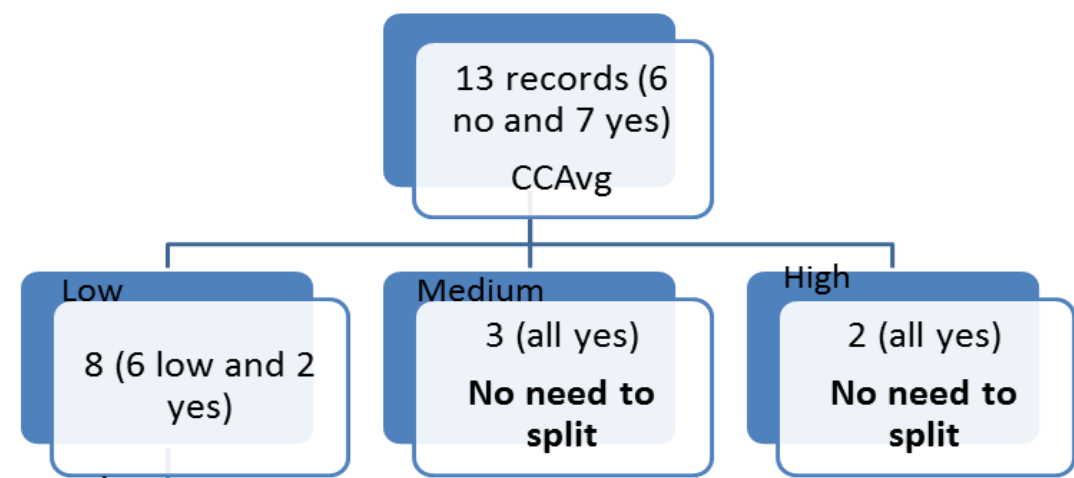 13 records (6
no and 7 yes)
CCAvg
Low
8 (6 low and 2
yes)
Medium
3 (all yes)
No need to
split
High
2 (all yes)
No need to
split